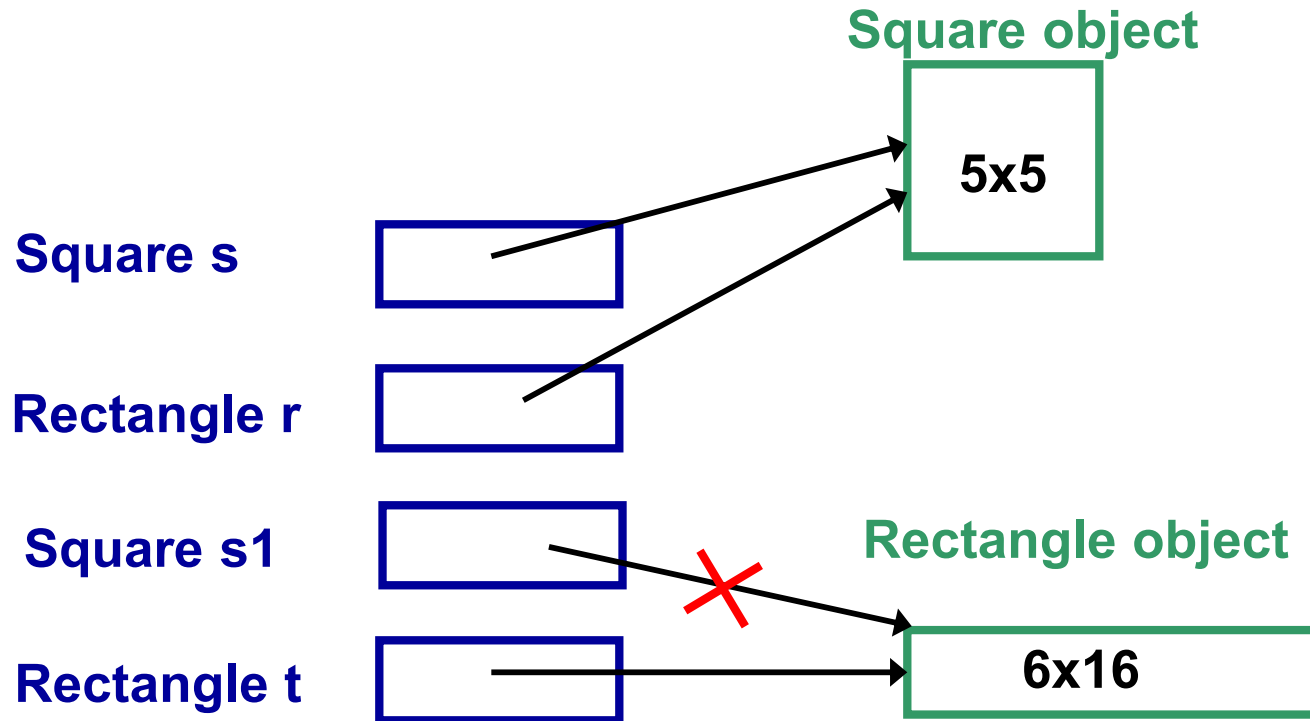 Square object
5x5
Square s
Rectangle r
Square s1
Rectangle object
Rectangle t
6x16